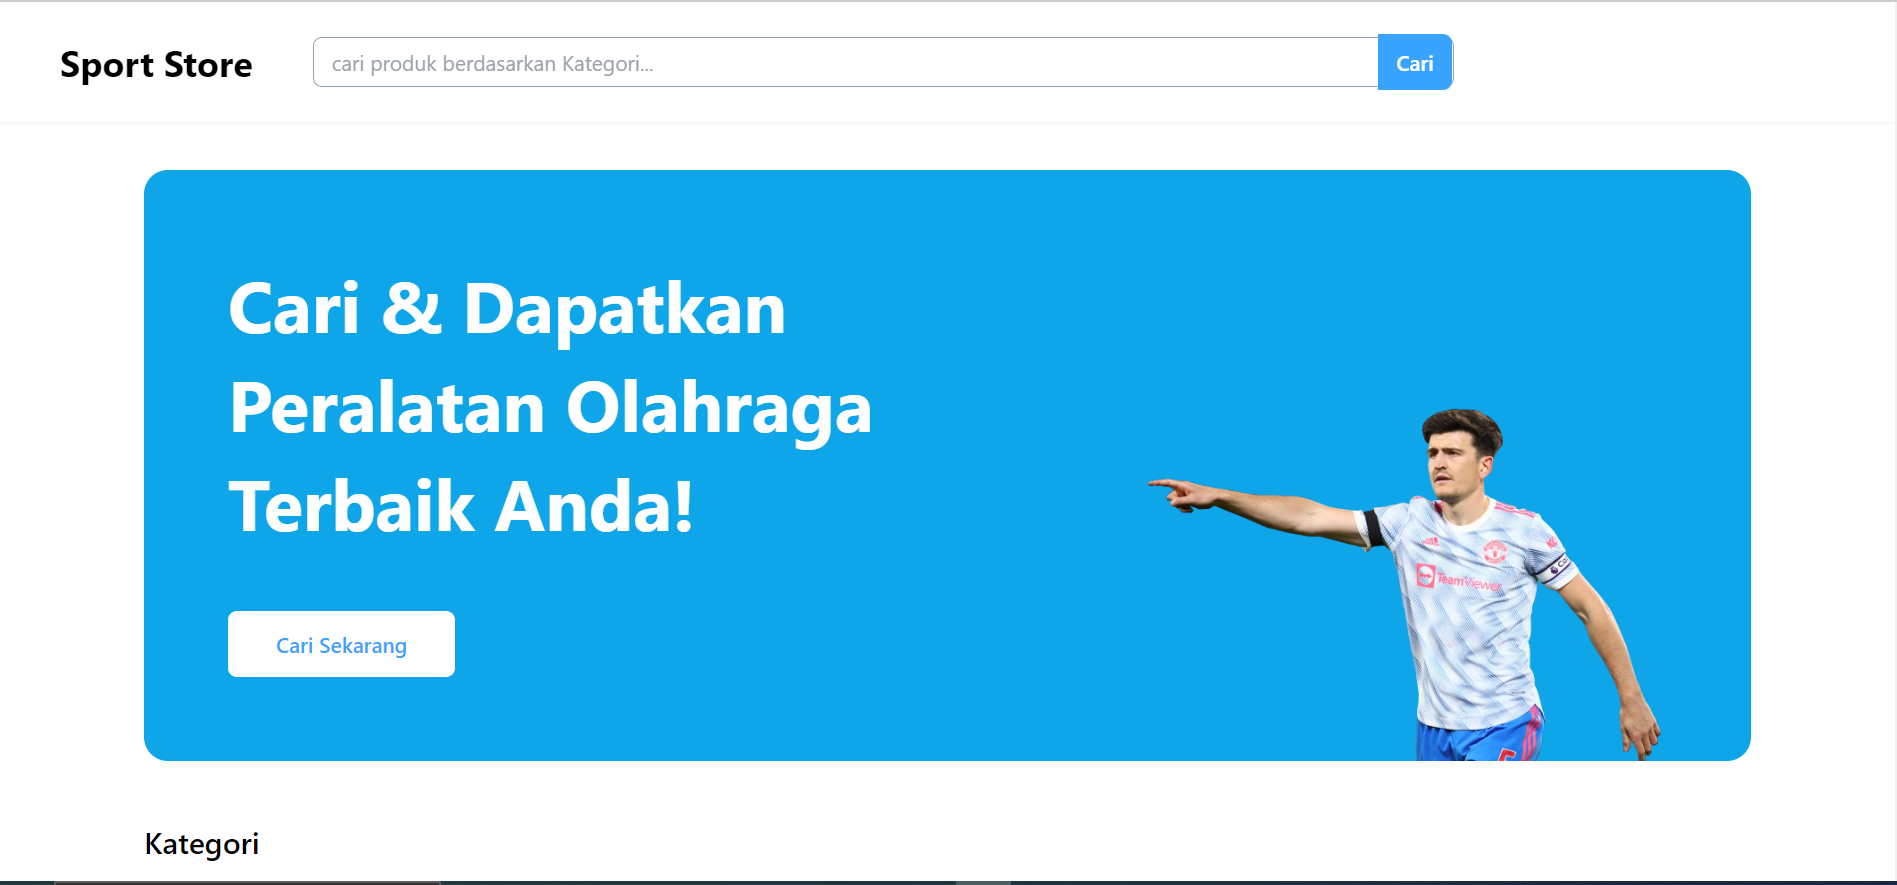 Sport Store
cari produk berdasarkan Kategori...
Cari
Cari & Dapatkan
Peralatan Olahraga
Terbaik Anda!
Cari Sekarang
TeamViewer
Kategori